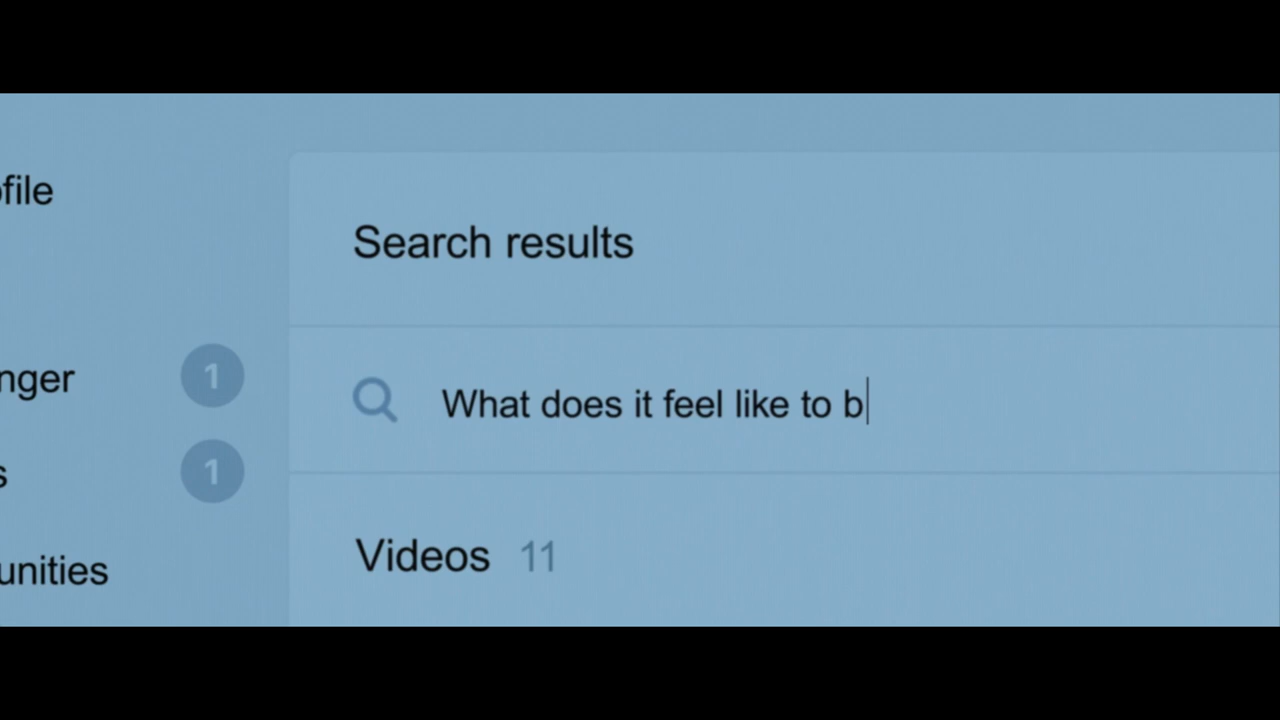 ofile
Search results
nger 1
What does it feel like to b
s 1
Videos 11
unities